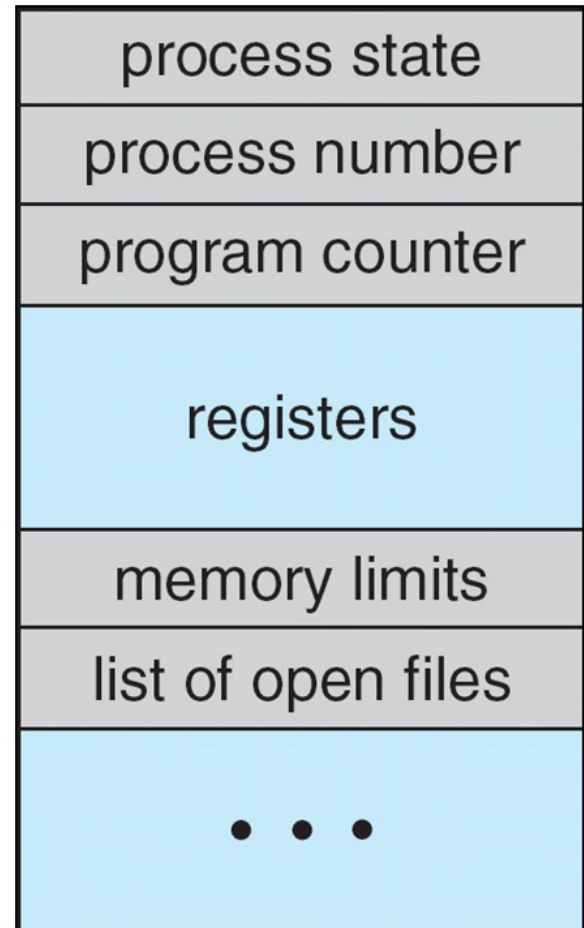 process state
process number
program counter
registers
memory limits
list of open files
• • •